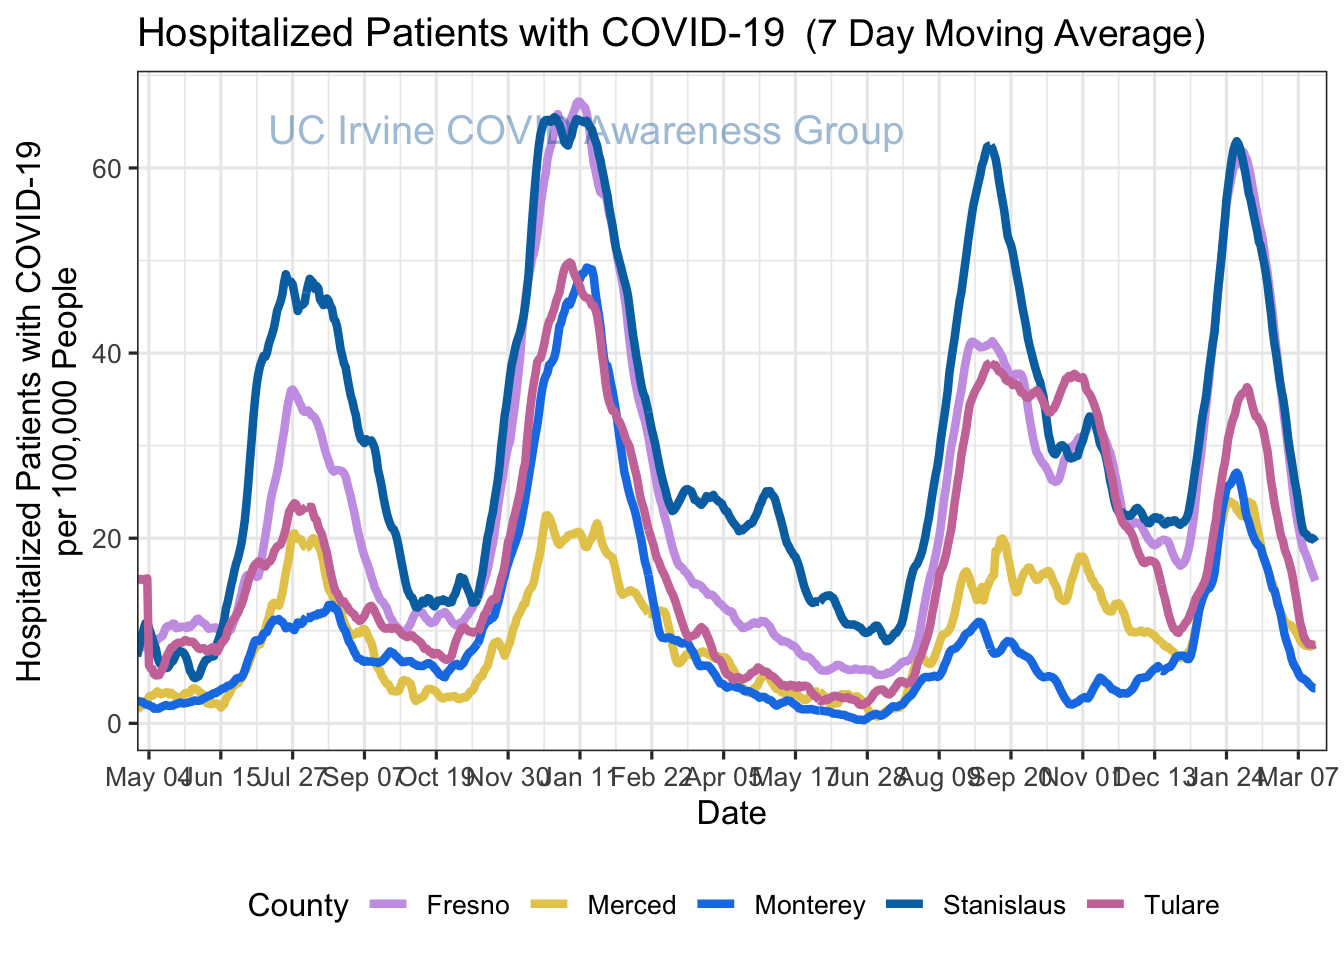 Hospitalized Patients with COVID-19 (7 Day Moving Average)
UC Irvine COVID Awareness Group
Hospitalized Patients with COVID-19
per 100,000 People
60
40
20
0
May 04 Jun 15 Jul 27 Sep 07 Oct 19 Nov 30 Jan 11 Feb 22 Apr 05 May 17 Jun 28 Aug 09 Sep 20 Nov 01 Dec 13 Jan 24 Mar 07
Date
County Fresno Merced Monterey Stanislaus Tulare